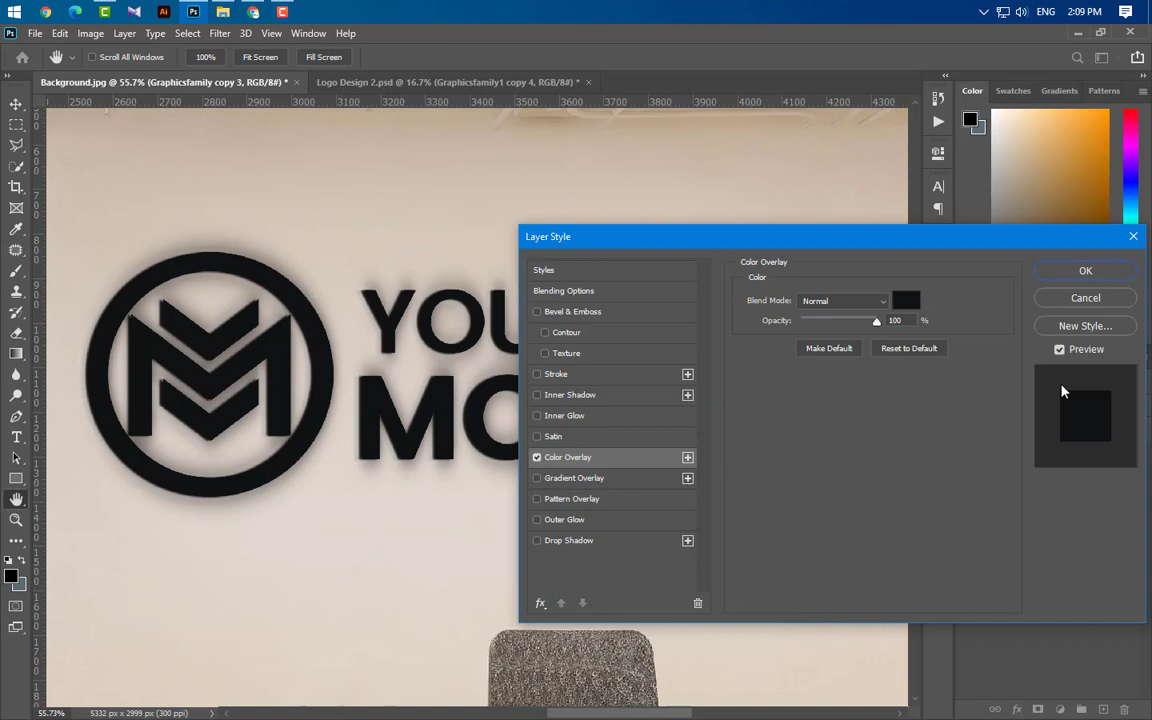 ENG 2:09 PM
Ps File Edit Image Layer Type Select Filter 3D View Window Help
Scroll All Windows 100% Fit Screen Fill Screen
Background.jpg @ 55.7% (Graphicsfamily copy 3, RGB/8#) * × Logo Design 2.psd @ 16.7% (Graphicsfamily1 copy 4, RGB/8#) * ×
Color Swatches Gradients Patterns
2500 2600 2700 2800 2900 3000 3100 3200 3300 3400 3500 3600 3700 3800 3900 4000 4100 4200 4300
YOU
MO
Layer Style
Styles
Blending Options
Bevel & Emboss
Contour
Texture
Stroke
Inner Shadow
Inner Glow
Satin
Color Overlay
Gradient Overlay
Pattern Overlay
Outer Glow
Drop Shadow
fx
Color Overlay
Color
Blend Mode: Normal
Opacity: 100 %
Make Default Reset to Default
OK
Cancel
New Style...
Preview
55.73% 5332 px x 2999 px (300 ppi)